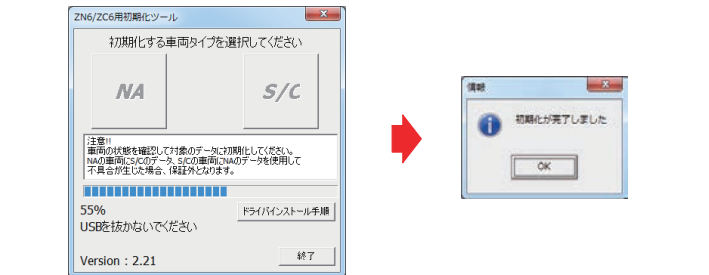 ZN6/ZC6用初期化ツール
初期化する車両タイプを選択してください
NA
S/C
注意!!
車両の状態を確認して対象のデータに初期化してください。
NAの車両にS/Cのデータ、S/Cの車両にNAのデータを使用して
不具合が生じた場合、保証外となります。
55%
ドライバインストール手順
USBを抜かないでください
Version : 2.21
終了
情報
初期化が完了しました
OK